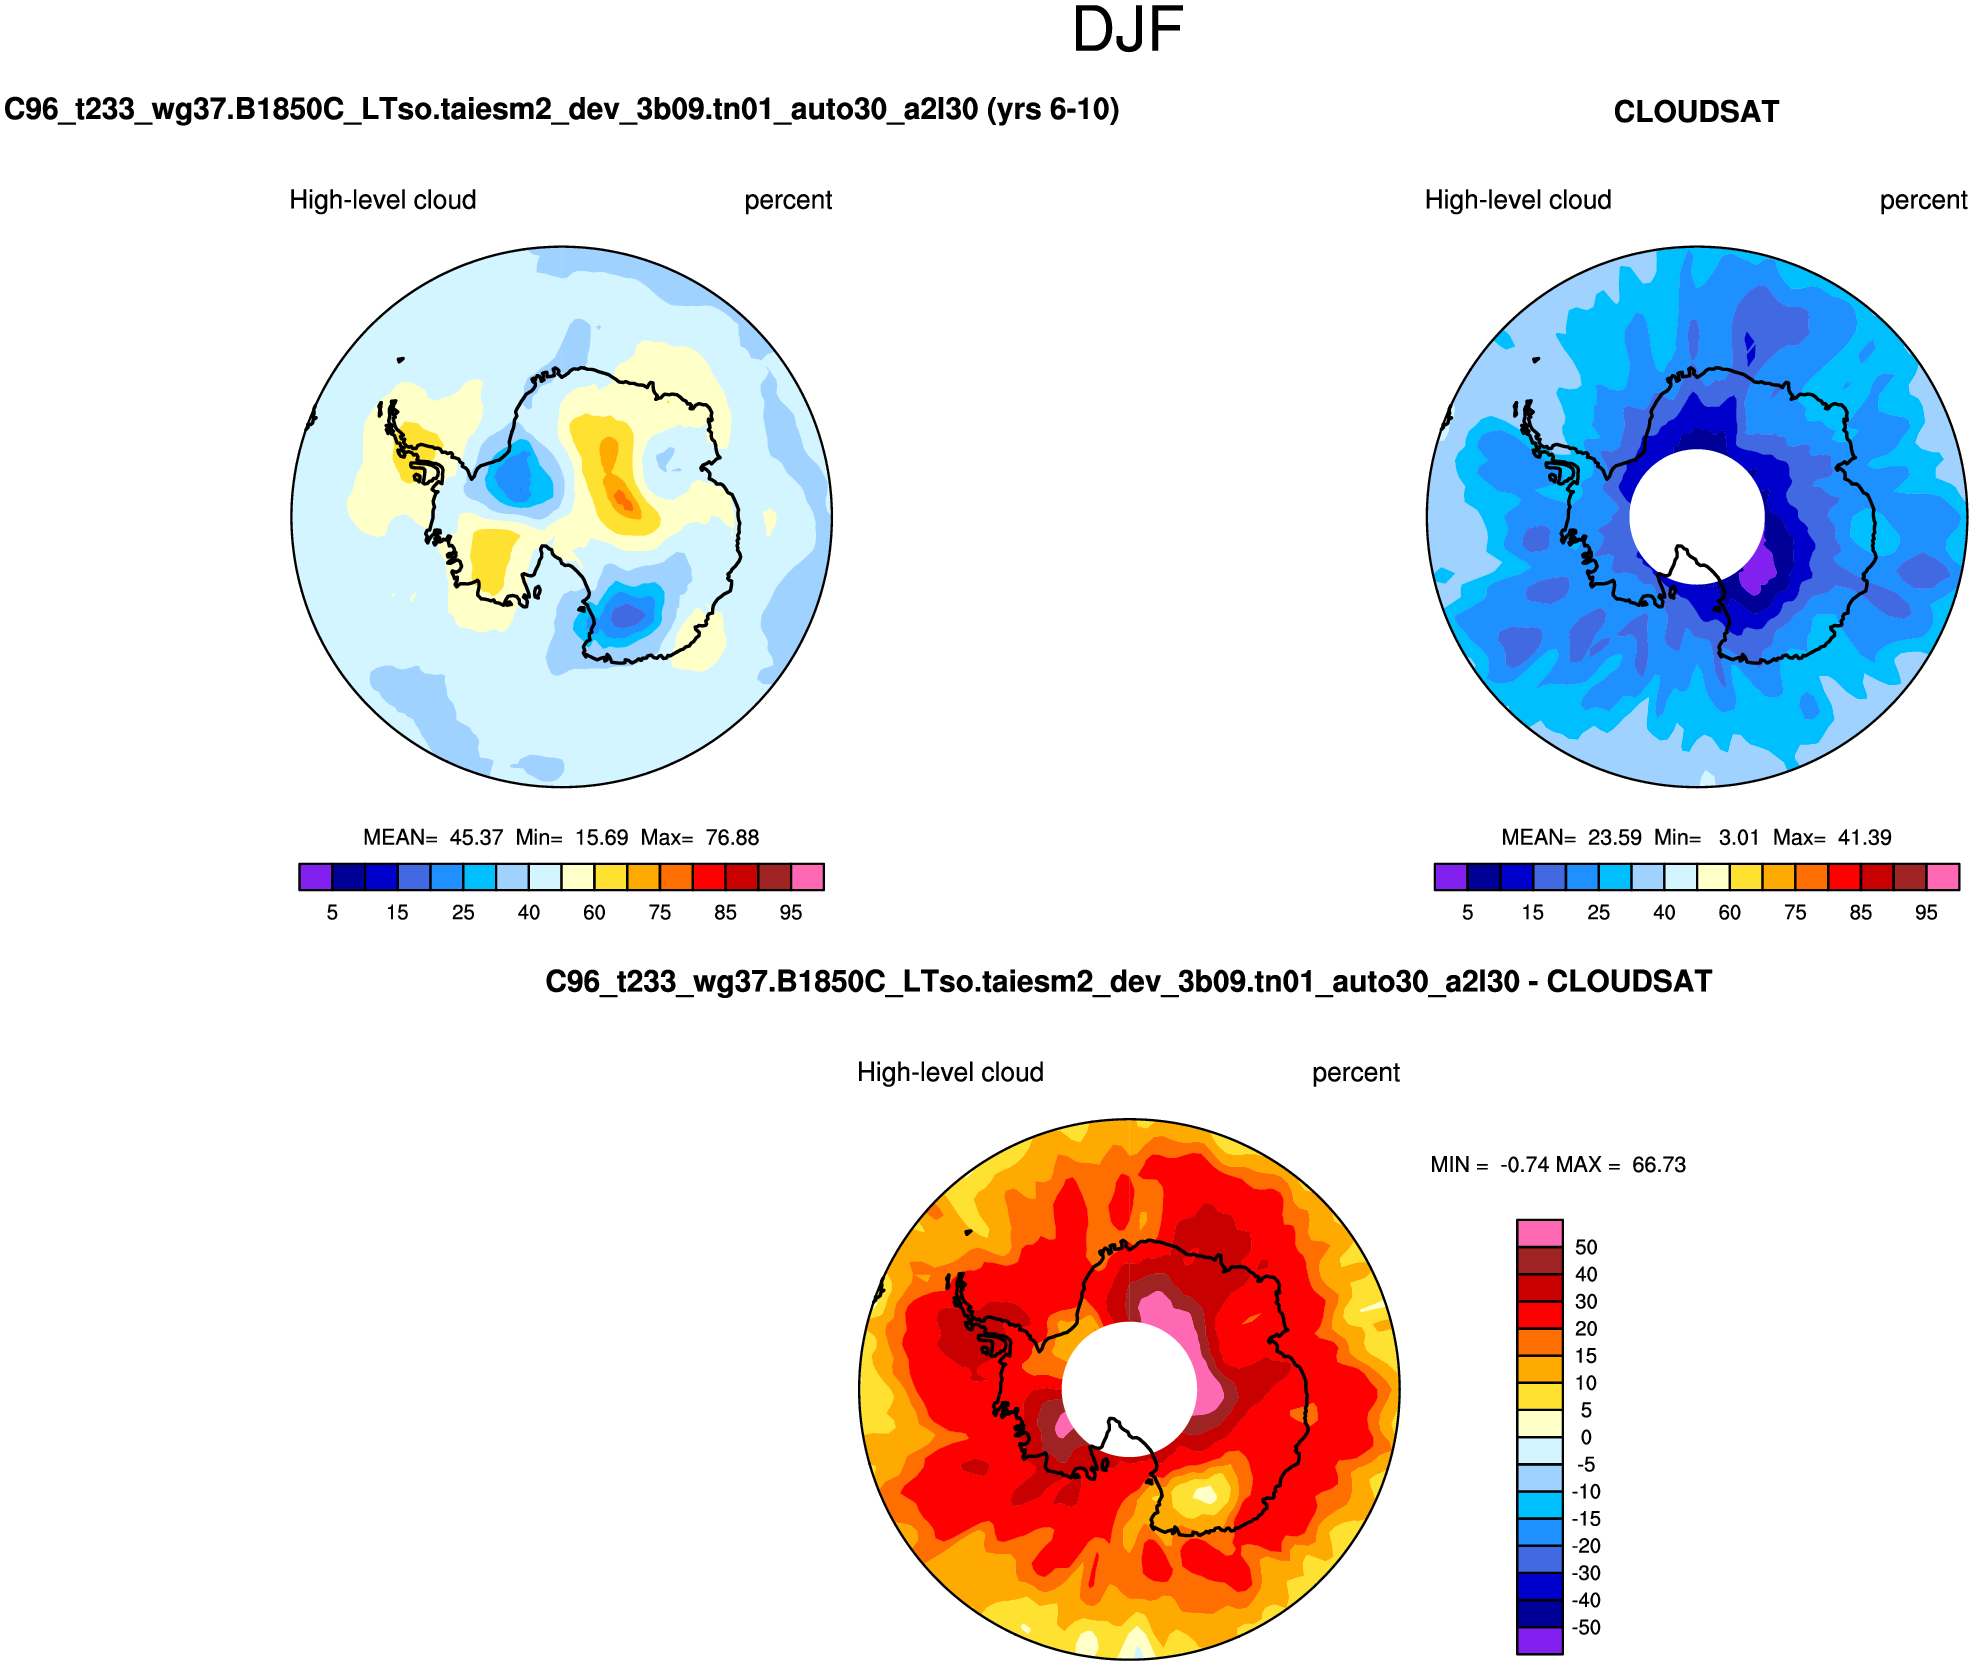 DJF
C96_t233_wg37.B1850C_LTso.taiesm2_dev_3b09.tn01_auto30_a2l30 (yrs 6-10)
CLOUDSAT
High-level cloud percent
High-level cloud percent
MEAN= 45.37 Min= 15.69 Max= 76.88
MEAN= 23.59 Min= 3.01 Max= 41.39
5 15 25 40 60 75 85 95
5 15 25 40 60 75 85 95
C96_t233_wg37.B1850C_LTso.taiesm2_dev_3b09.tn01_auto30_a2l30 - CLOUDSAT
High-level cloud percent
MIN = -0.74 MAX = 66.73
50
40
30
20
15
10
5
0
-5
-10
-15
-20
-30
-40
-50